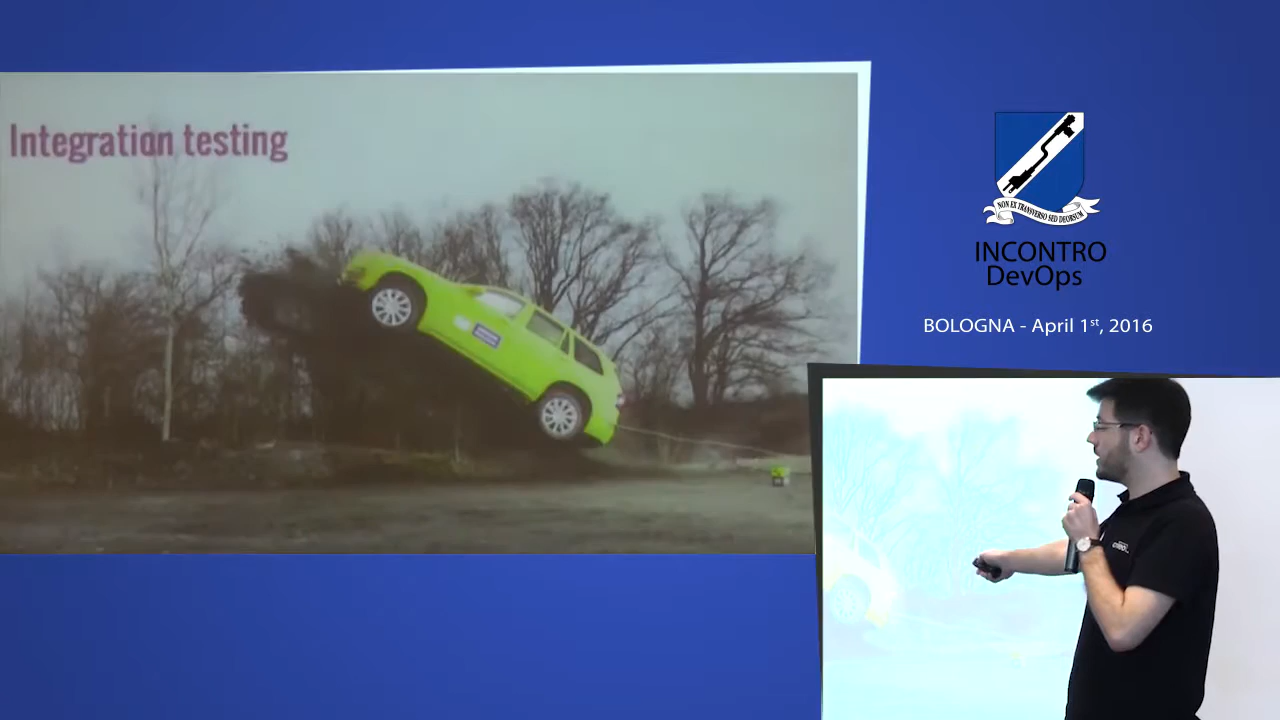 Integration testing
NON EX TRANSVERSO SED DEORSUM
INCONTRO
DevOps
BOLOGNA - April 1st, 2016